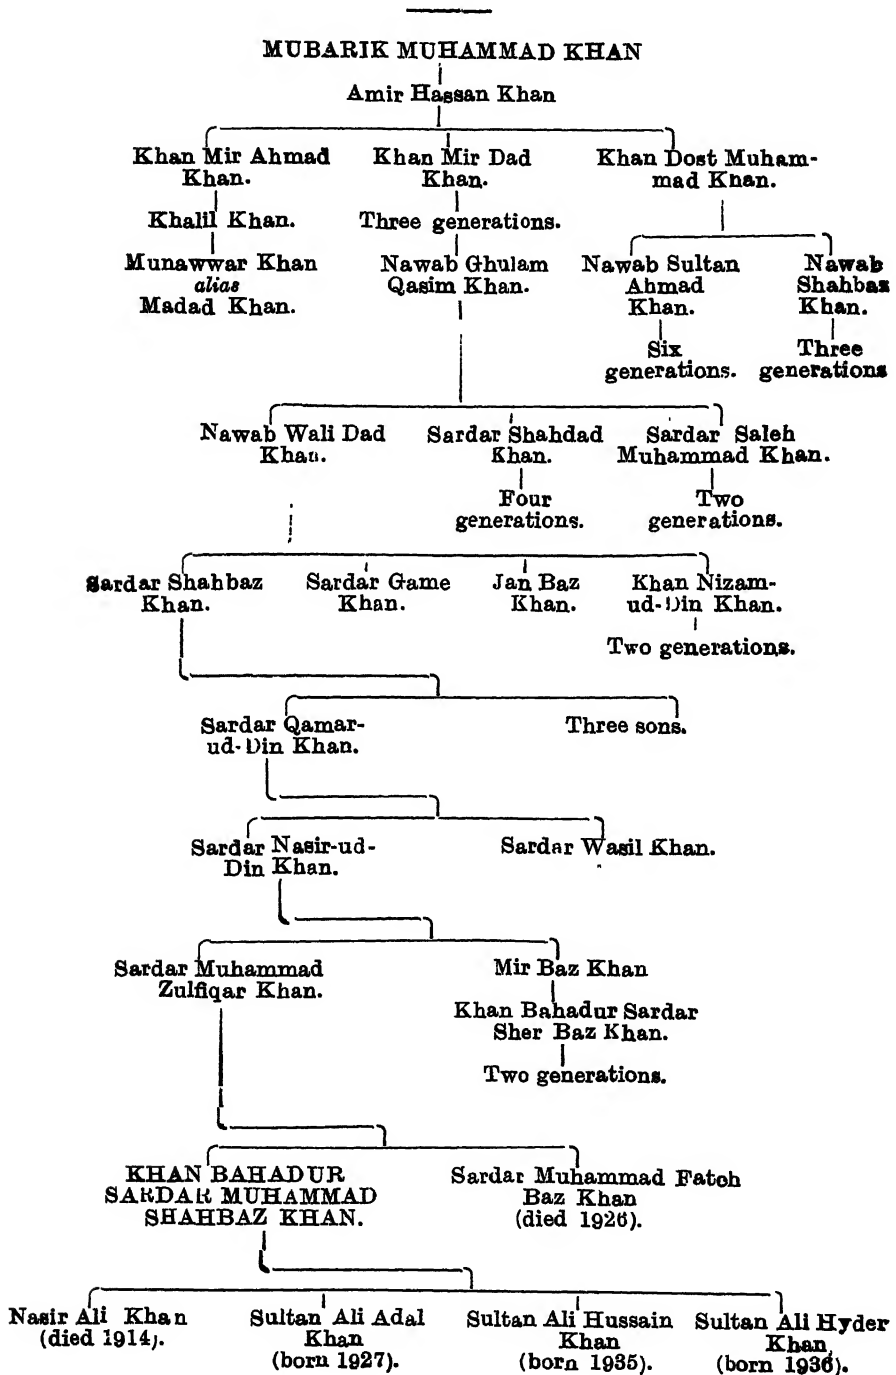 MUBARIK MUHAMMAD KHAN
Amir Hassan Khan
Khan Mir Ahmad Khan Mir Dad Khan Dost Muham-
Khan. Khan. mad Khan.
Khalil Khan. Three generations.
Munawwar Khan Nawab Ghulam Nawab Sultan Nawab
alias Qasim Khan. Ahmad Shahbaz
Madad Khan. Khan. Khan.
Six Three
generations. generations
Nawab Wali Dad Sardar Shahdad Sardar Saleh
Khan. Khan. Muhammad Khan.
Four Two
generations. generations.
Sardar Shahbaz Sardar Game Jan Baz Khan Nizam-
Khan. Khan. Khan. ud-Din Khan.
Two generations.
Sardar Qamar- Three sons.
ud-Din Khan.
Sardar Nasir-ud- Sardar Wasil Khan.
Din Khan.
Sardar Muhammad Mir Baz Khan
Zulfiqar Khan.
Khan Bahadur Sardar
Sher Baz Khan.
Two generations.
KHAN BAHADUR Sardar Muhammad Fateh
SARDAR MUHAMMAD Baz Khan
SHAHBAZ KHAN. (died 1926).
Nasir Ali Khan Sultan Ali Adal Sultan Ali Hussain Sultan Ali Hyder
(died 1914). Khan Khan Khan
(born 1927). (born 1935). (born 1936).